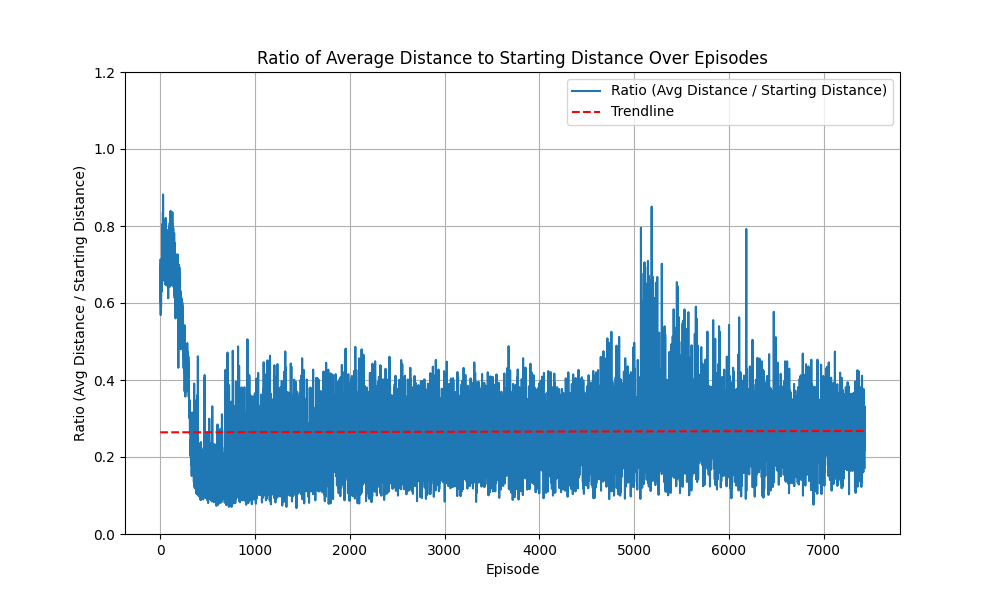 Ratio of Average Distance to Starting Distance Over Episodes
Ratio (Avg Distance / Starting Distance)
Trendline
Ratio (Avg Distance / Starting Distance)
1.2
1.0
0.8
0.6
0.4
0.2
0.0
0 1000 2000 3000 4000 5000 6000 7000
Episode